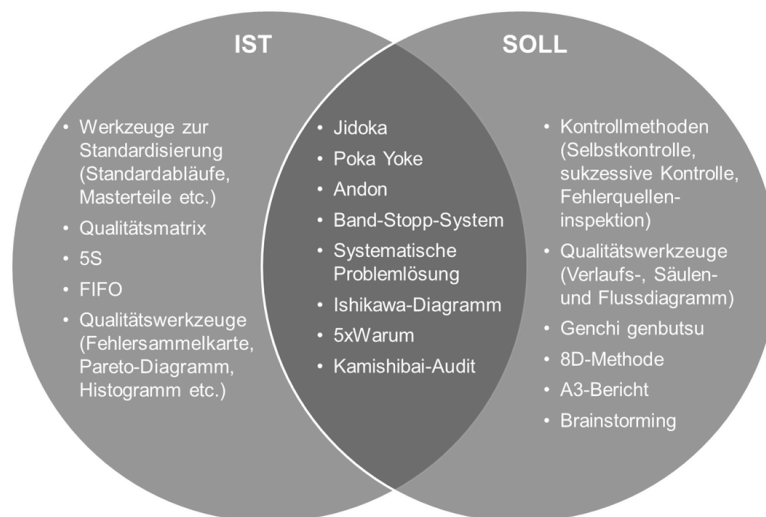 IST
SOLL
• Werkzeuge zur
Standardisierung
(Standardabläufe,
Masterteile etc.)
• Qualitätsmatrix
• 5S
• FIFO
• Qualitätswerkzeuge
(Fehlersammelkarte,
Pareto-Diagramm,
Histogramm etc.)
• Jidoka
• Poka Yoke
• Andon
• Band-Stopp-System
• Systematische
Problemlösung
• Ishikawa-Diagramm
• 5xWarum
• Kamishibai-Audit
• Kontrollmethoden
(Selbstkontrolle,
sukzessive Kontrolle,
Fehlerquellen-
inspektion)
• Qualitätswerkzeuge
(Verlaufs-, Säulen-
und Flussdiagramm)
• Genchi genbutsu
• 8D-Methode
• A3-Bericht
• Brainstorming